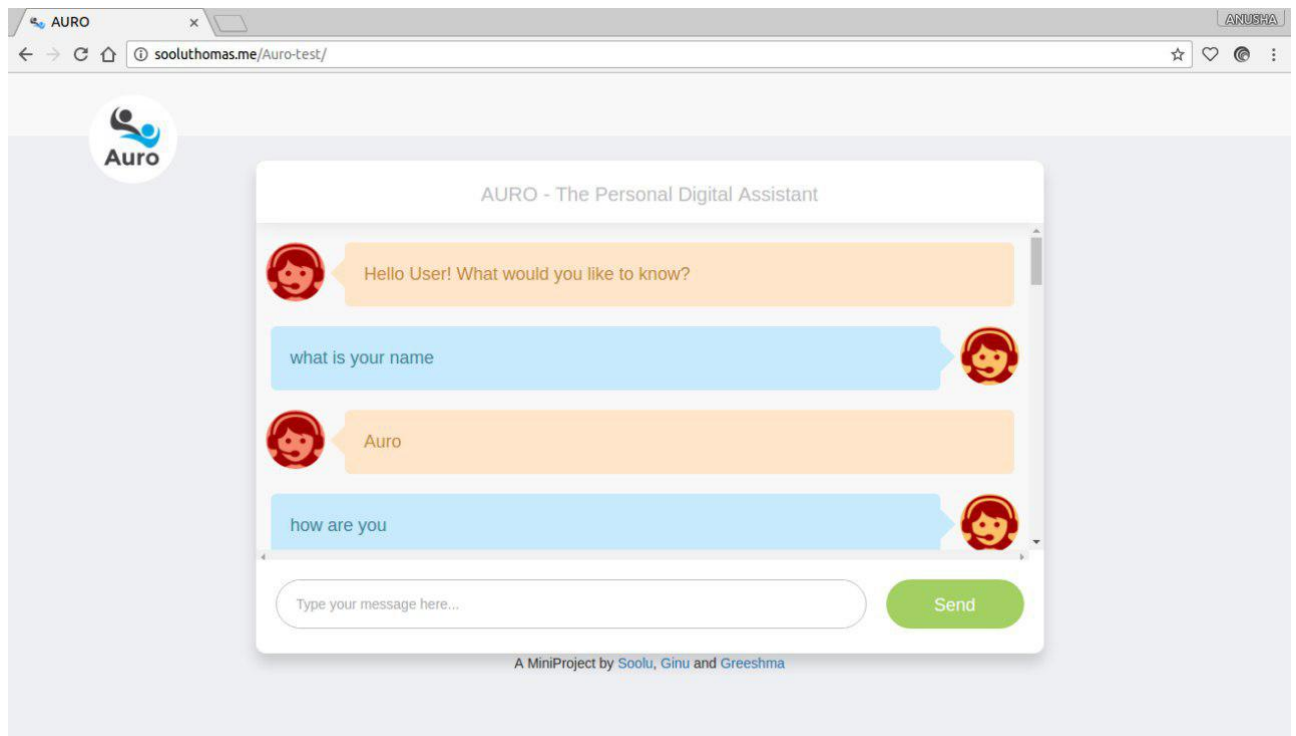 AURO
ANUSHA
sooluthomas.me/Auro-test/
Auro
AURO - The Personal Digital Assistant
Hello User! What would you like to know?
what is your name
Auro
how are you
Type your message here...
Send
A MiniProject by Soolu, Ginu and Greeshma